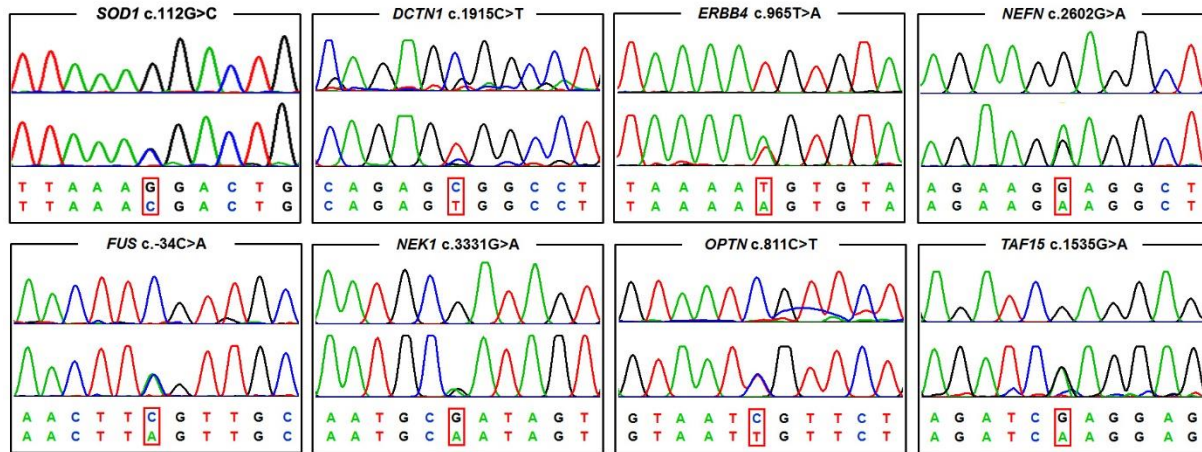 SOD1 c.112G>C
T T A A A G G A C T G
T T A A A C G A C T G
DCTN1 c.1915C>T
C A G A G C G G C C T
C A G A G T G G C C T
ERBB4 c.965T>A
T A A A A T G T G T A
T A A A A A G T G T A
NEFN c.2602G>A
A G A A G G A G G C T
A G A A G A A G G C T
FUS c.-34C>A
A A C T T C G T T G C
A A C T T A G T T G C
NEK1 c.3331G>A
A A T G C G A T A G T
A A T G C A A T A G T
OPTN c.811C>T
G T A A T C G T T C T
G T A A T T G T T C T
TAF15 c.1535G>A
A G A T C G A G G A G
A G A T C A A G G A G